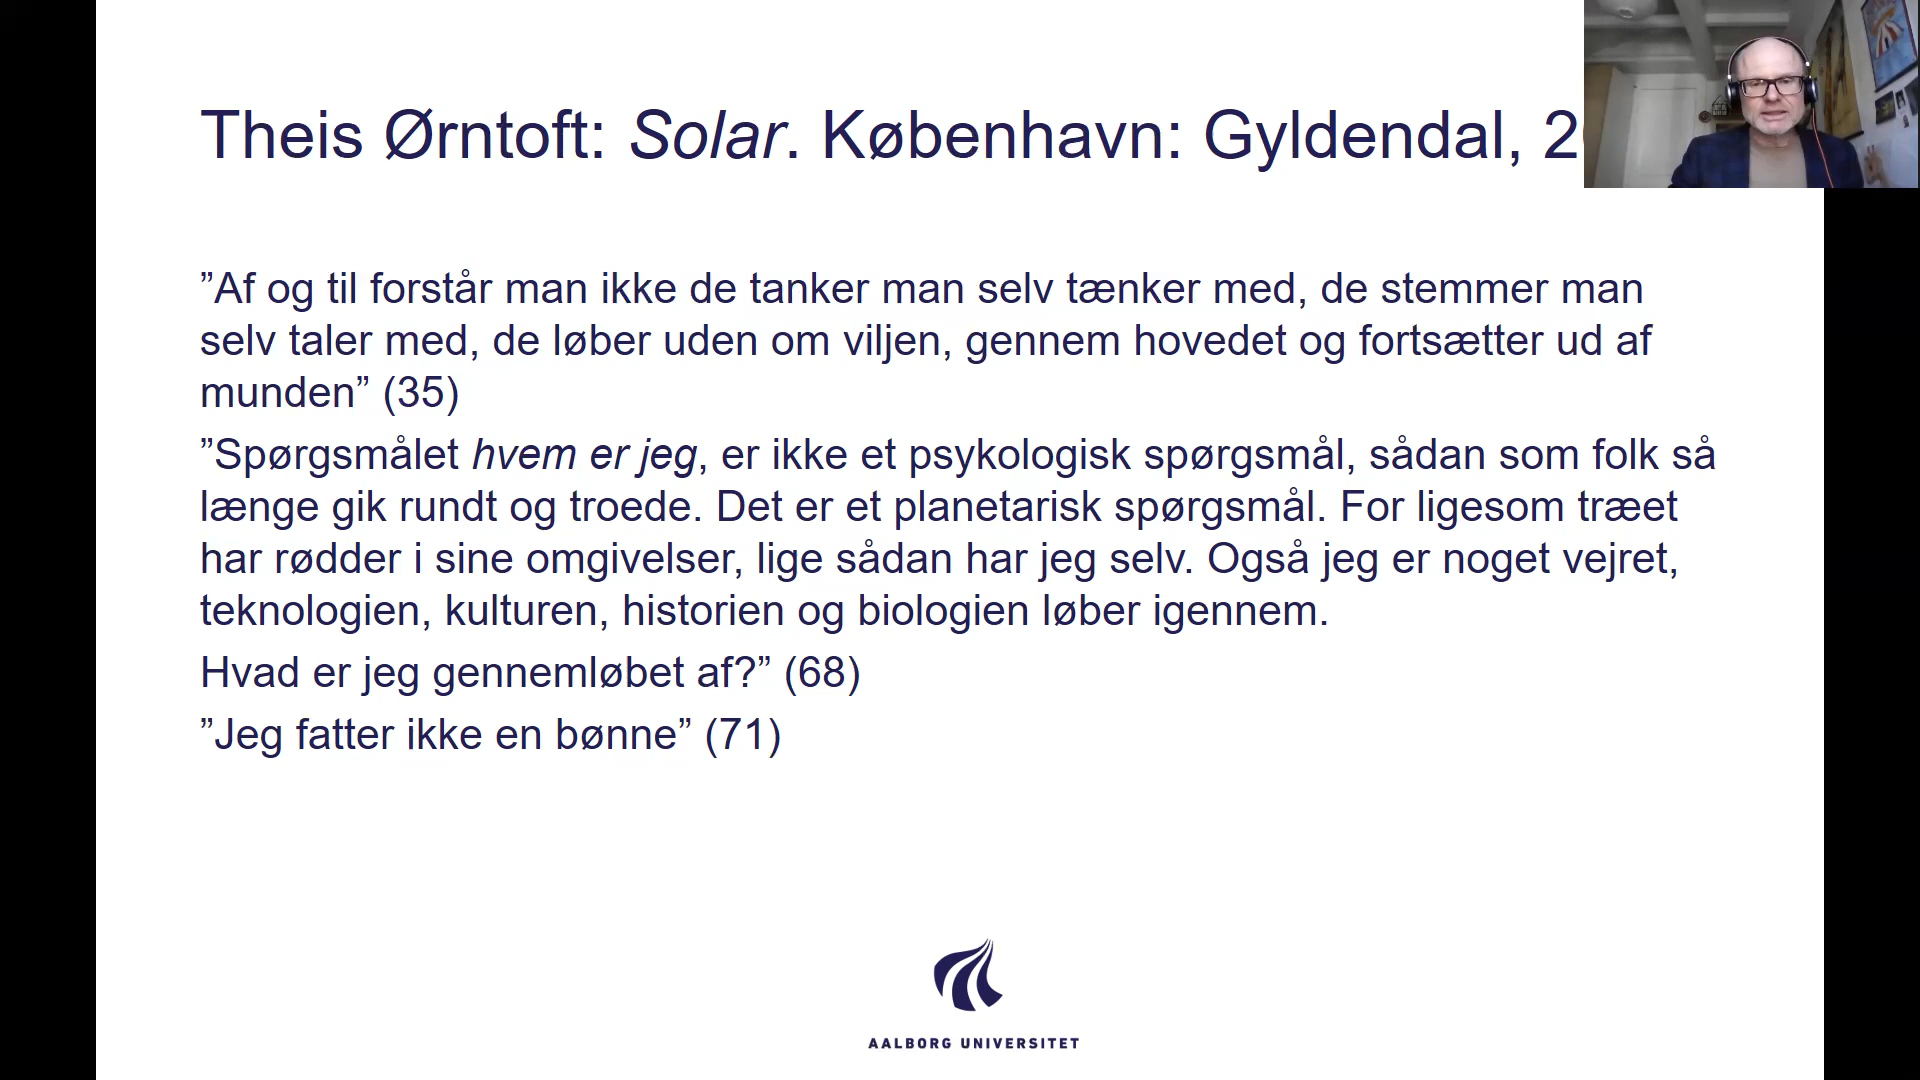 Theis Ørntoft: Solar. København: Gyldendal,
”Af og til forstår man ikke de tanker man selv tænker med, de stemmer man
selv taler med, de løber uden om viljen, gennem hovedet og fortsætter ud af
munden” (35)
”Spørgsmålet hvem er jeg, er ikke et psykologisk spørgsmål, sådan som folk så
længe gik rundt og troede. Det er et planetarisk spørgsmål. For ligesom træet
har rødder i sine omgivelser, lige sådan har jeg selv. Også jeg er noget vejret,
teknologien, kulturen, historien og biologien løber igennem.
Hvad er jeg gennemløbet af?” (68)
”Jeg fatter ikke en bønne” (71)
AALBORG UNIVERSITET